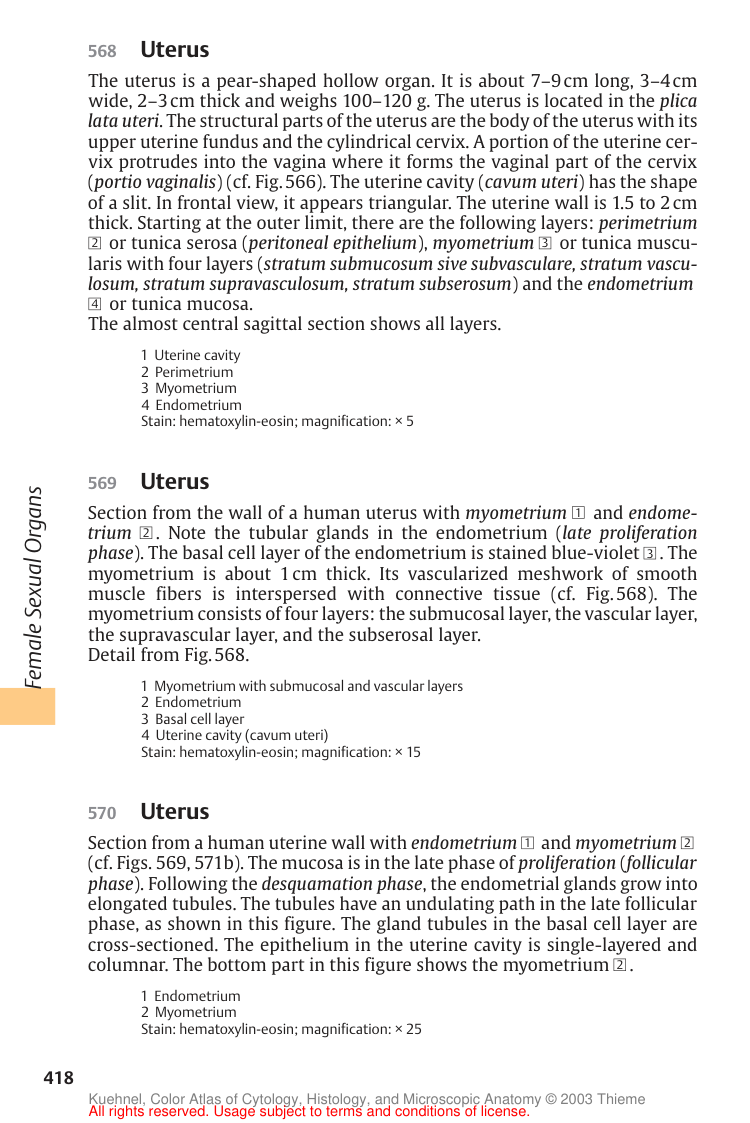 568 Uterus
The uterus is a pear-shaped hollow organ. It is about 7–9 cm long, 3–4 cm
wide, 2–3 cm thick and weighs 100–120 g. The uterus is located in the plica
lata uteri. The structural parts of the uterus are the body of the uterus with its
upper uterine fundus and the cylindrical cervix. A portion of the uterine cer-
vix protrudes into the vagina where it forms the vaginal part of the cervix
(portio vaginalis) (cf. Fig. 566). The uterine cavity (cavum uteri) has the shape
of a slit. In frontal view, it appears triangular. The uterine wall is 1.5 to 2 cm
thick. Starting at the outer limit, there are the following layers: perimetrium
2 or tunica serosa (peritoneal epithelium), myometrium 3 or tunica muscu-
laris with four layers (stratum submucosum sive subvasculare, stratum vascu-
losum, stratum supravasculosum, stratum subserosum) and the endometrium
4 or tunica mucosa.
The almost central sagittal section shows all layers.
1 Uterine cavity
2 Perimetrium
3 Myometrium
4 Endometrium
Stain: hematoxylin-eosin; magnification: × 5
569 Uterus
Section from the wall of a human uterus with myometrium 1 and endome-
trium 2. Note the tubular glands in the endometrium (late proliferation
phase). The basal cell layer of the endometrium is stained blue-violet 3. The
myometrium is about 1 cm thick. Its vascularized meshwork of smooth
muscle fibers is interspersed with connective tissue (cf. Fig. 568). The
myometrium consists of four layers: the submucosal layer, the vascular layer,
the supravascular layer, and the subserosal layer.
Detail from Fig. 568.
1 Myometrium with submucosal and vascular layers
2 Endometrium
3 Basal cell layer
4 Uterine cavity (cavum uteri)
Stain: hematoxylin-eosin; magnification: × 15
570 Uterus
Section from a human uterine wall with endometrium 1 and myometrium 2
(cf. Figs. 569, 571b). The mucosa is in the late phase of proliferation (follicular
phase). Following the desquamation phase, the endometrial glands grow into
elongated tubules. The tubules have an undulating path in the late follicular
phase, as shown in this figure. The gland tubules in the basal cell layer are
cross-sectioned. The epithelium in the uterine cavity is single-layered and
columnar. The bottom part in this figure shows the myometrium 2.
1 Endometrium
2 Myometrium
Stain: hematoxylin-eosin; magnification: × 25
Female Sexual Organs
418
Kuehnel, Color Atlas of Cytology, Histology, and Microscopic Anatomy © 2003 Thieme
All rights reserved. Usage subject to terms and conditions of license.